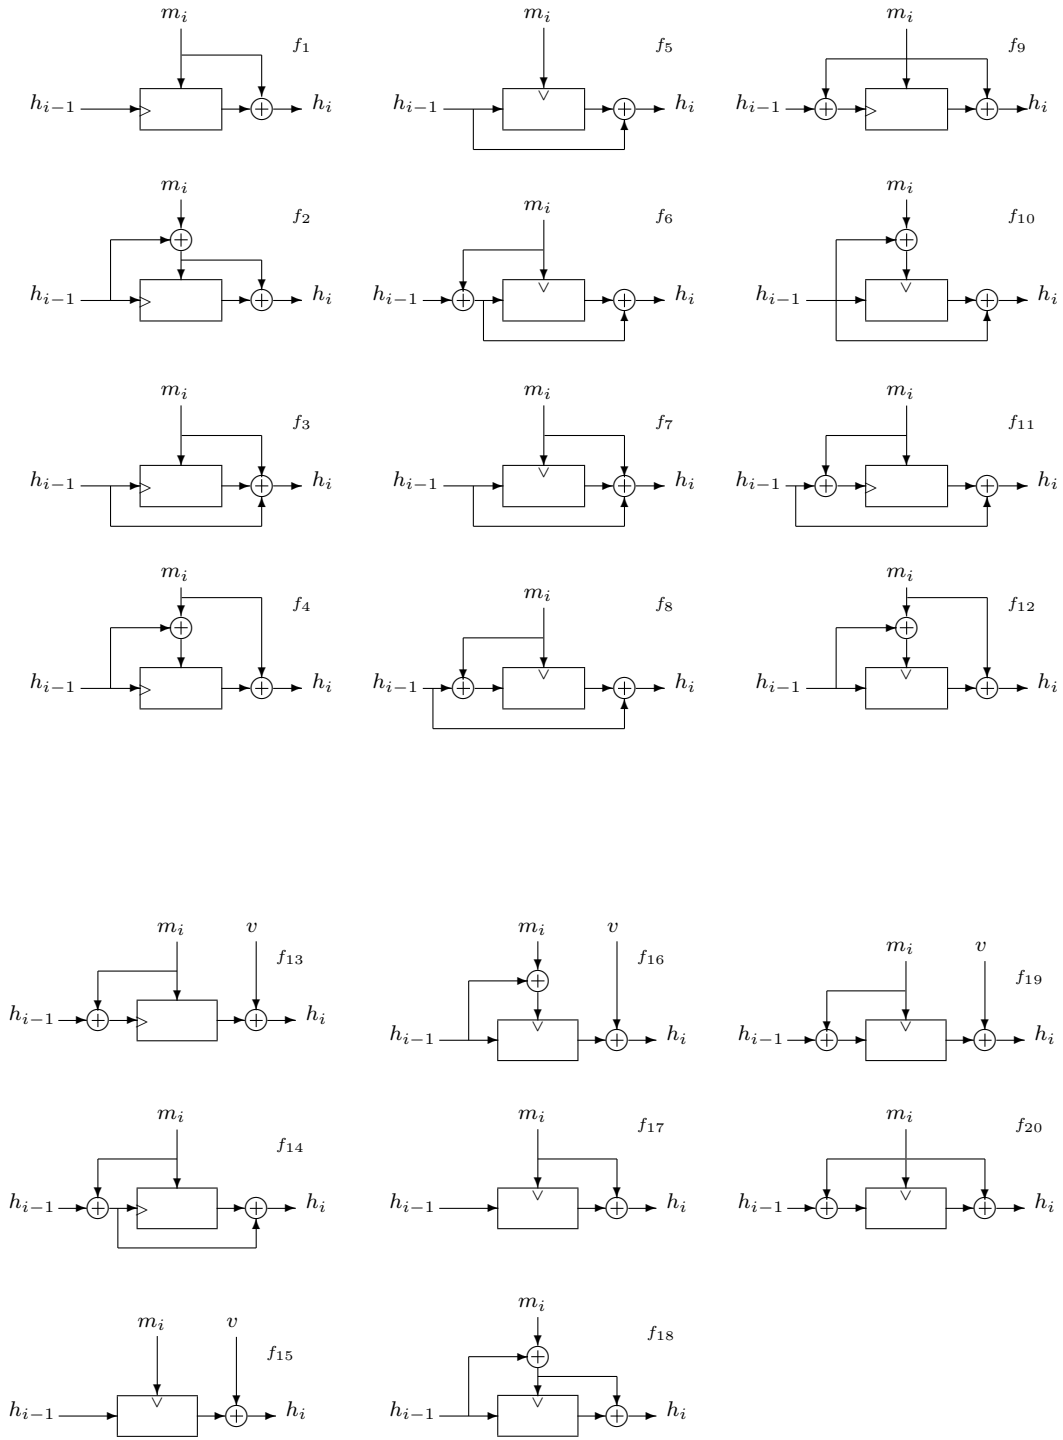 m_i m_i m_i
f_1 f_5 f_9
h_{i−1} h_i h_{i−1} h_i h_{i−1} h_i
m_i m_i m_i
f_2 f_6 f_10
h_{i−1} h_i h_{i−1} h_i h_{i−1} h_i
m_i m_i m_i
f_3 f_7 f_11
h_{i−1} h_i h_{i−1} h_i h_{i−1} h_i
m_i m_i m_i
f_4 f_8 f_12
h_{i−1} h_i h_{i−1} h_i h_{i−1} h_i
m_i v m_i v m_i v
f_13 f_16 f_19
h_{i−1} h_i h_{i−1} h_i h_{i−1} h_i
m_i m_i m_i
f_14 f_17 f_20
h_{i−1} h_i h_{i−1} h_i h_{i−1} h_i
m_i v m_i
f_15 f_18
h_{i−1} h_i h_{i−1} h_i